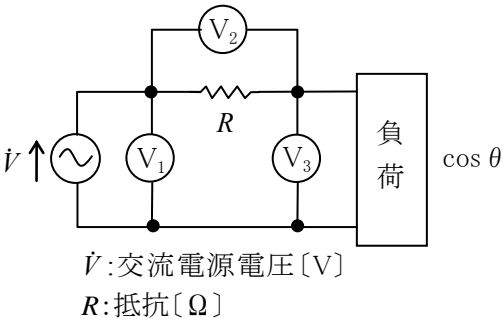 V₂
R
V̇
V₁
V₃
負荷
cos θ
V̇:交流電源電圧〔V〕
R:抵抗〔Ω〕